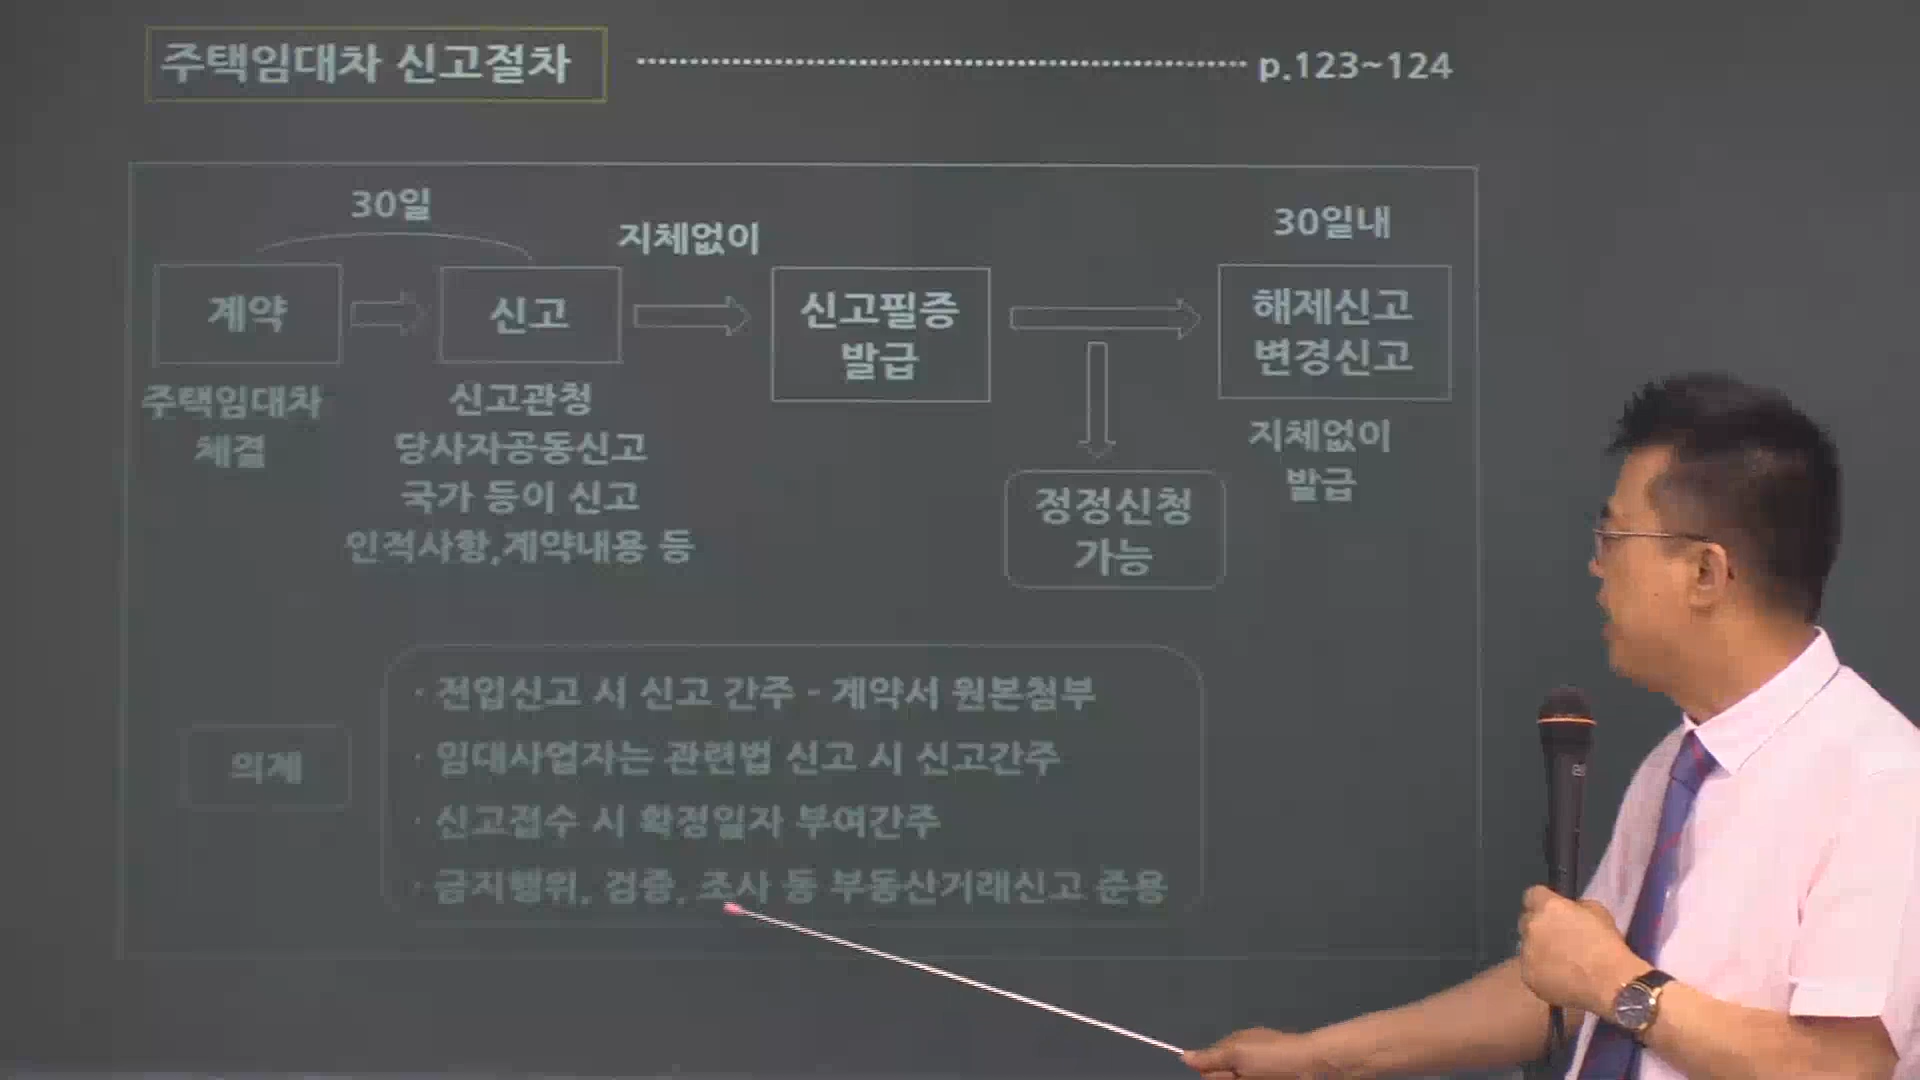 주택임대차 신고절차 p.123~124
30일
지체없이
30일내
계약
신고
신고필증
발급
해제신고
변경신고
주택임대차
체결
신고관청
당사자공동신고
국가 등이 신고
인적사항,계약내용 등
정정신청
가능
지체없이
발급
의제
· 전입신고 시 신고 간주 - 계약서 원본첨부
· 임대사업자는 관련법 신고 시 신고간주
· 신고접수 시 확정일자 부여간주
· 금지행위, 검증, 조사 등 부동산거래신고 준용